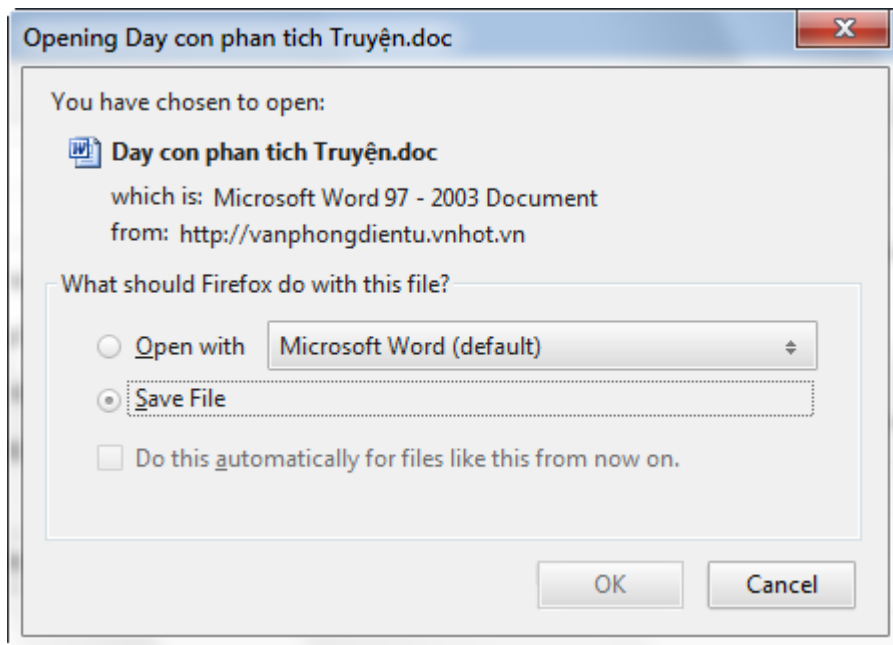 Opening Day con phan tich Truyện.doc
You have chosen to open:
Day con phan tich Truyện.doc
which is: Microsoft Word 97 - 2003 Document
from: http://vanphongdientu.vnhot.vn
What should Firefox do with this file?
Open with Microsoft Word (default)
Save File
Do this automatically for files like this from now on.
OK Cancel